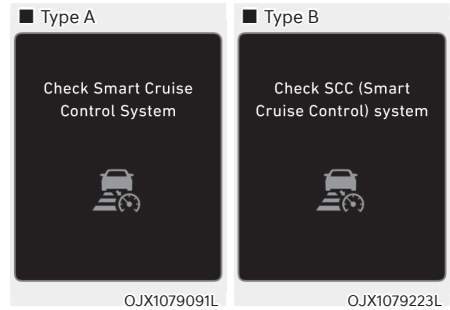 ■ Type A
Check Smart Cruise
Control System
OJX1079091L
■ Type B
Check SCC (Smart
Cruise Control) system
OJX1079223L